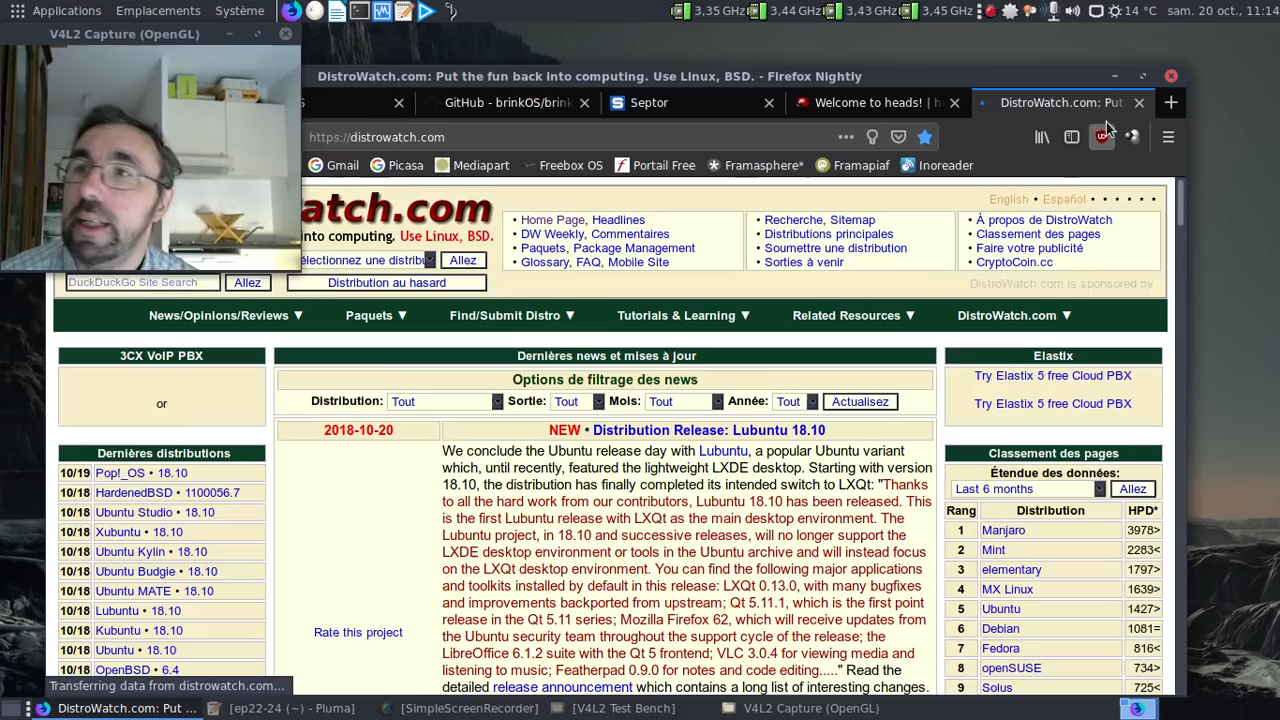 Applications Emplacements Système
3,35 GHz 3,44 GHz 3,43 GHz 3,45 GHz 14 °C sam. 20 oct., 11:14
V4L2 Capture (OpenGL)
DistroWatch.com: Put the fun back into computing. Use Linux, BSD. - Firefox Nightly
S
GitHub - brinkOS/brink
Septor
Welcome to heads! | h
DistroWatch.com: Put
https://distrowatch.com
Gmail Picasa Mediapart Freebox OS Portail Free Framasphere* Framapiaf Inoreader
atch.com
into computing. Use Linux, BSD.
Allez
DuckDuckGo Site Search
Allez
Distribution au hasard
• Home Page, Headlines
• DW Weekly, Commentaires
• Paquets, Package Management
• Glossary, FAQ, Mobile Site
• Recherche, Sitemap
• Distributions principales
• Soumettre une distribution
• Sorties à venir
English • Español • • • • • •
• À propos de DistroWatch
• Classement des pages
• Faire votre publicité
• CryptoCoin.cc
DistroWatch.com is sponsored by
News/Opinions/Reviews ▼ Paquets ▼ Find/Submit Distro ▼ Tutorials & Learning ▼ Related Resources ▼ DistroWatch.com ▼
3CX VoIP PBX
or
Dernières distributions
10/19 Pop!_OS • 18.10
10/18 HardenedBSD • 1100056.7
10/18 Ubuntu Studio • 18.10
10/18 Xubuntu • 18.10
10/18 Ubuntu Kylin • 18.10
10/18 Ubuntu Budgie • 18.10
10/18 Ubuntu MATE • 18.10
10/18 Lubuntu • 18.10
10/18 Kubuntu • 18.10
10/18 Ubuntu • 18.10
10/18 OpenBSD • 6.4
Dernières news et mises à jour
Options de filtrage des news
Distribution: Tout Sortie: Tout Mois: Tout Année: Tout Actualisez
2018-10-20
NEW • Distribution Release: Lubuntu 18.10
Rate this project
We conclude the Ubuntu release day with Lubuntu, a popular Ubuntu variant
which, until recently, featured the lightweight LXDE desktop. Starting with version
18.10, the distribution has finally completed its intended switch to LXQt: "Thanks
to all the hard work from our contributors, Lubuntu 18.10 has been released. This
is the first Lubuntu release with LXQt as the main desktop environment. The
Lubuntu project, in 18.10 and successive releases, will no longer support the
LXDE desktop environment or tools in the Ubuntu archive and will instead focus
on the LXQt desktop environment. You can find the following major applications
and toolkits installed by default in this release: LXQt 0.13.0, with many bugfixes
and improvements backported from upstream; Qt 5.11.1, which is the first point
release in the Qt 5.11 series; Mozilla Firefox 62, which will receive updates from
the Ubuntu security team throughout the support cycle of the release; the
LibreOffice 6.1.2 suite with the Qt 5 frontend; VLC 3.0.4 for viewing media and
listening to music; Featherpad 0.9.0 for notes and code editing....." Read the
detailed release announcement which contains a long list of interesting changes.
Elastix
Try Elastix 5 free Cloud PBX
Try Elastix 5 free Cloud PBX
Classement des pages
Étendue des données:
Last 6 months Allez
Rang Distribution HPD*
1 Manjaro 3978>
2 Mint 2283<
3 elementary 1797>
4 MX Linux 1639>
5 Ubuntu 1427>
6 Debian 1081=
7 Fedora 816<
8 openSUSE 734>
9 Solus 725<
Transferring data from distrowatch.com…
DistroWatch.com: Put ... [ep22-24 (~) - Pluma] [SimpleScreenRecorder] [V4L2 Test Bench] V4L2 Capture (OpenGL)